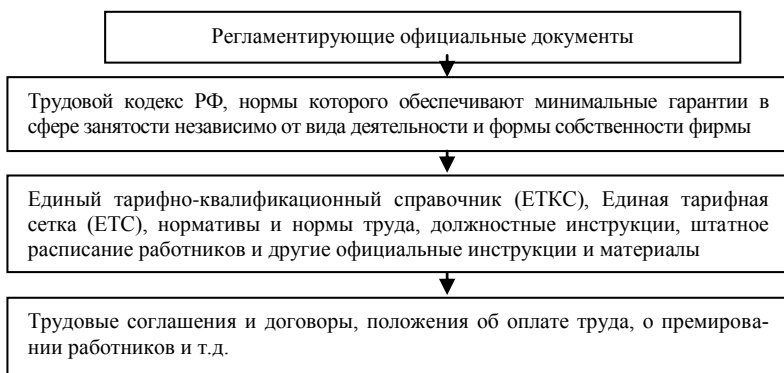 Регламентирующие официальные документы
Трудовой кодекс РФ, нормы которого обеспечивают минимальные гарантии в
сфере занятости независимо от вида деятельности и формы собственности фирмы
Единый тарифно-квалификационный справочник (ЕТКС), Единая тарифная
сетка (ЕТС), нормативы и нормы труда, должностные инструкции, штатное
расписание работников и другие официальные инструкции и материалы
Трудовые соглашения и договоры, положения об оплате труда, о премирова-
нии работников и т.д.